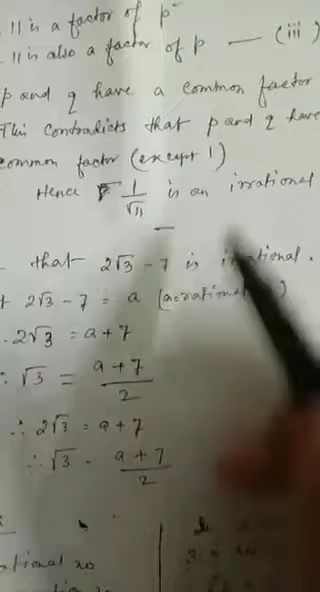 11 is a factor of p²
11 is also a factor of p — (iii)
p and q have a common factor
This contradicts that p and q have
common factor (except 1)
Hence 1/√11 is an irrational
that 2√3 - 7 is irrational.
2√3 - 7 = a
2√3 = a + 7
∴ √3 = a + 7 / 2
∴ 2√3 = a + 7
∴ √3 = a + 7 / 2
no